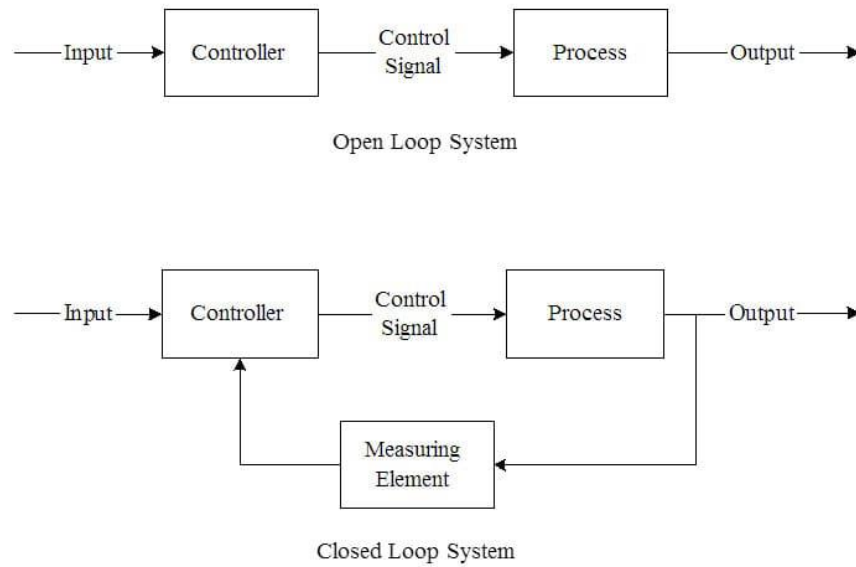 Input
Controller
Control
Signal
Process
Output
Open Loop System
Input
Controller
Control
Signal
Process
Output
Measuring
Element
Closed Loop System